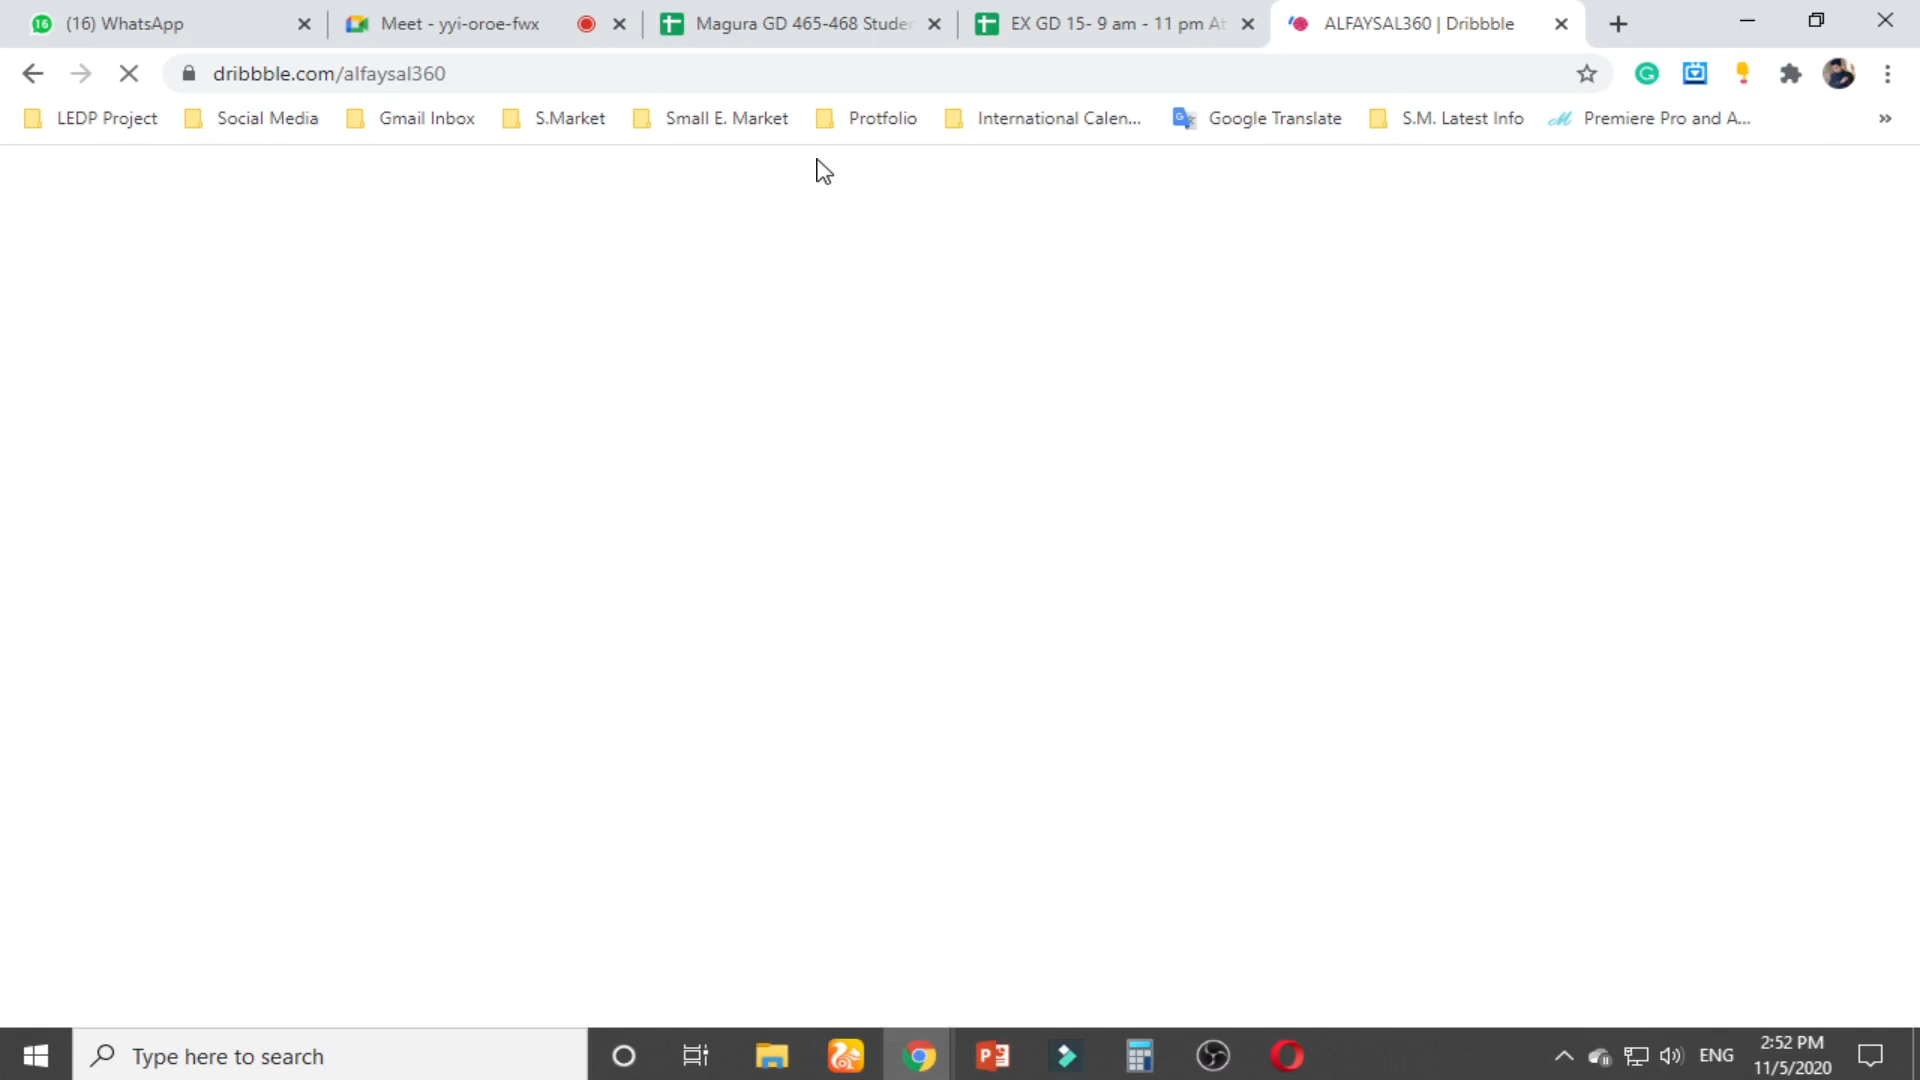 16 (16) WhatsApp Meet - yyi-oroe-fwx Magura GD 465-468 Studer EX GD 15- 9 am - 11 pm At ALFAYSAL360 | Dribbble
dribbble.com/alfaysal360
LEDP Project Social Media Gmail Inbox S.Market Small E. Market Protfolio International Calen... Google Translate S.M. Latest Info Premiere Pro and A... »
Type here to search ENG 2:52 PM
11/5/2020